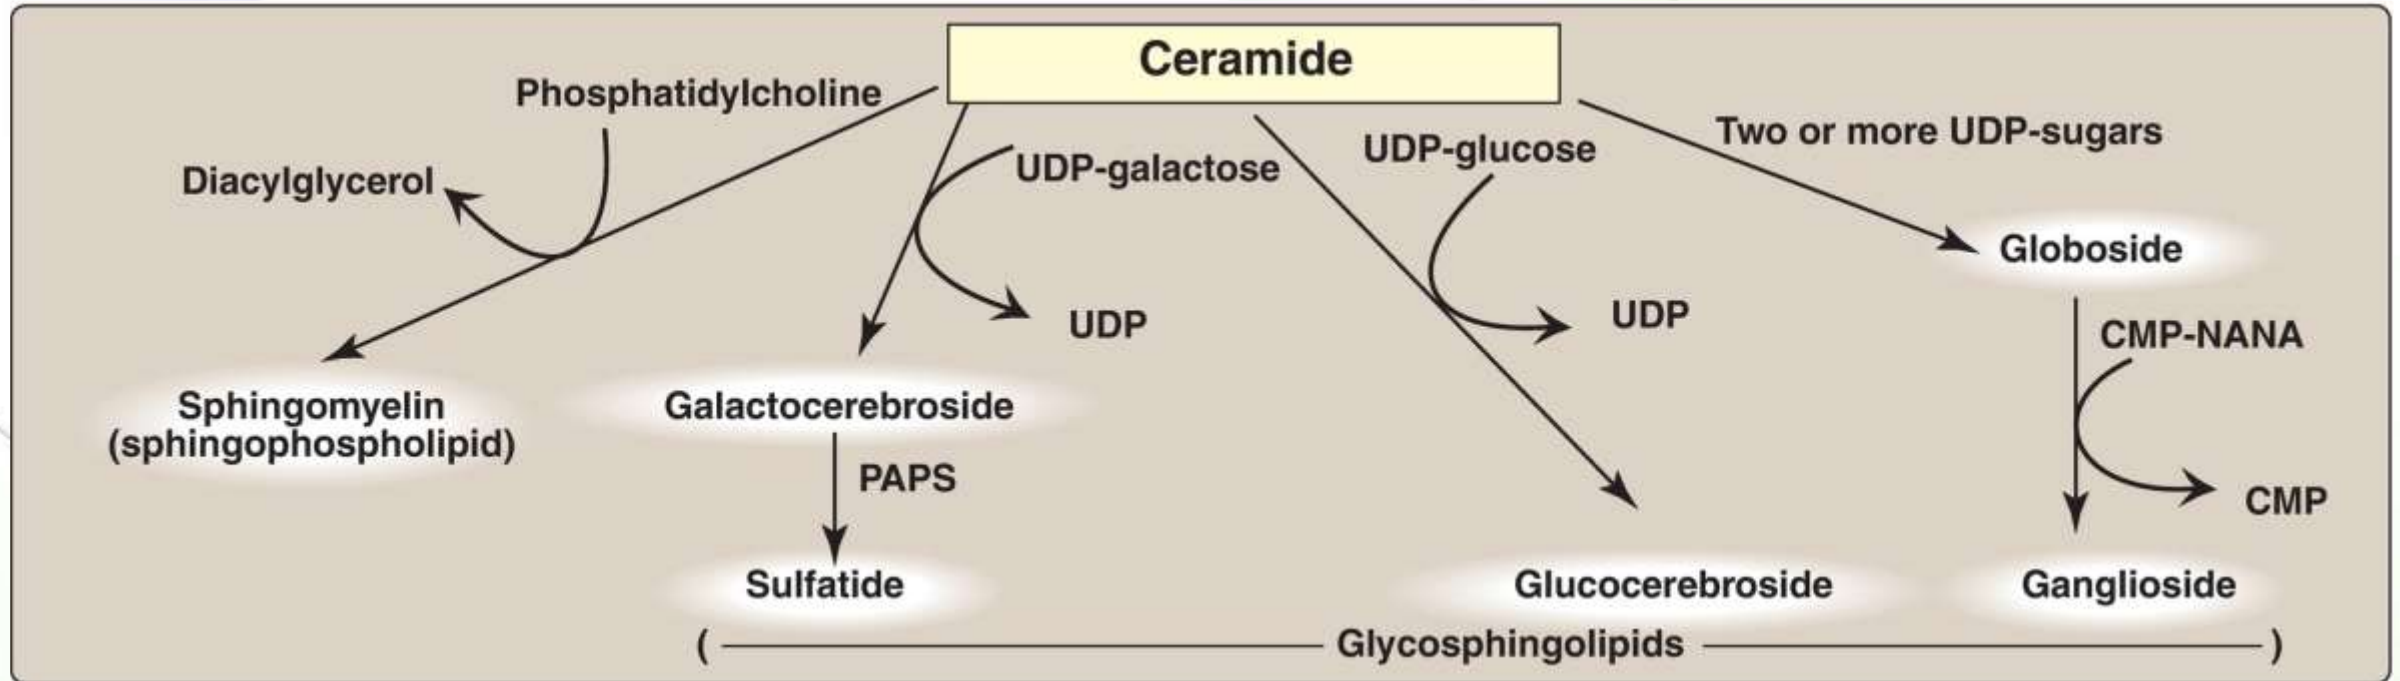 Ceramide
Phosphatidylcholine
Diacylglycerol
UDP-galactose
UDP-glucose
Two or more UDP-sugars
Globoside
UDP
UDP
CMP-NANA
Sphingomyelin
(sphingophospholipid)
Galactocerebroside
PAPS
CMP
Sulfatide
Glucocerebroside
Ganglioside
( Glycosphingolipids )